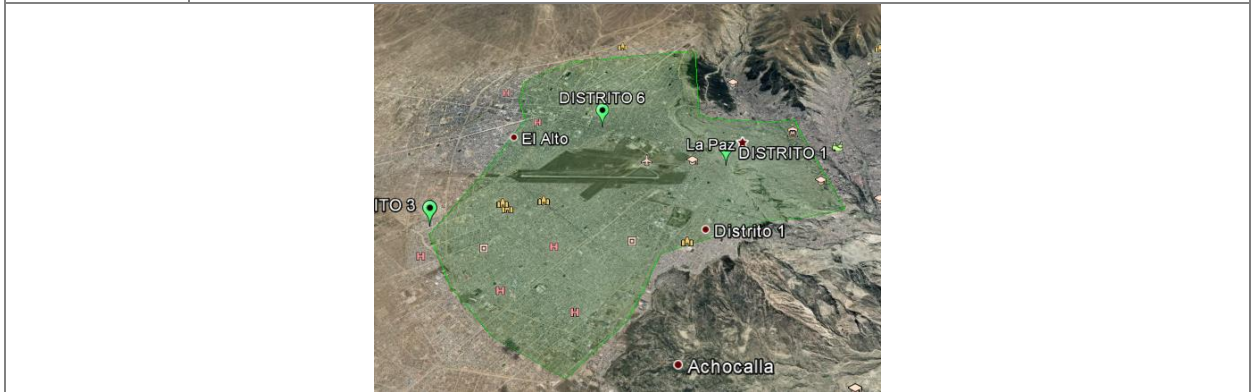 DISTRITO 6
El Alto
La Paz
DISTRITO 1
ITO 3
Distrito 1
Achocalla